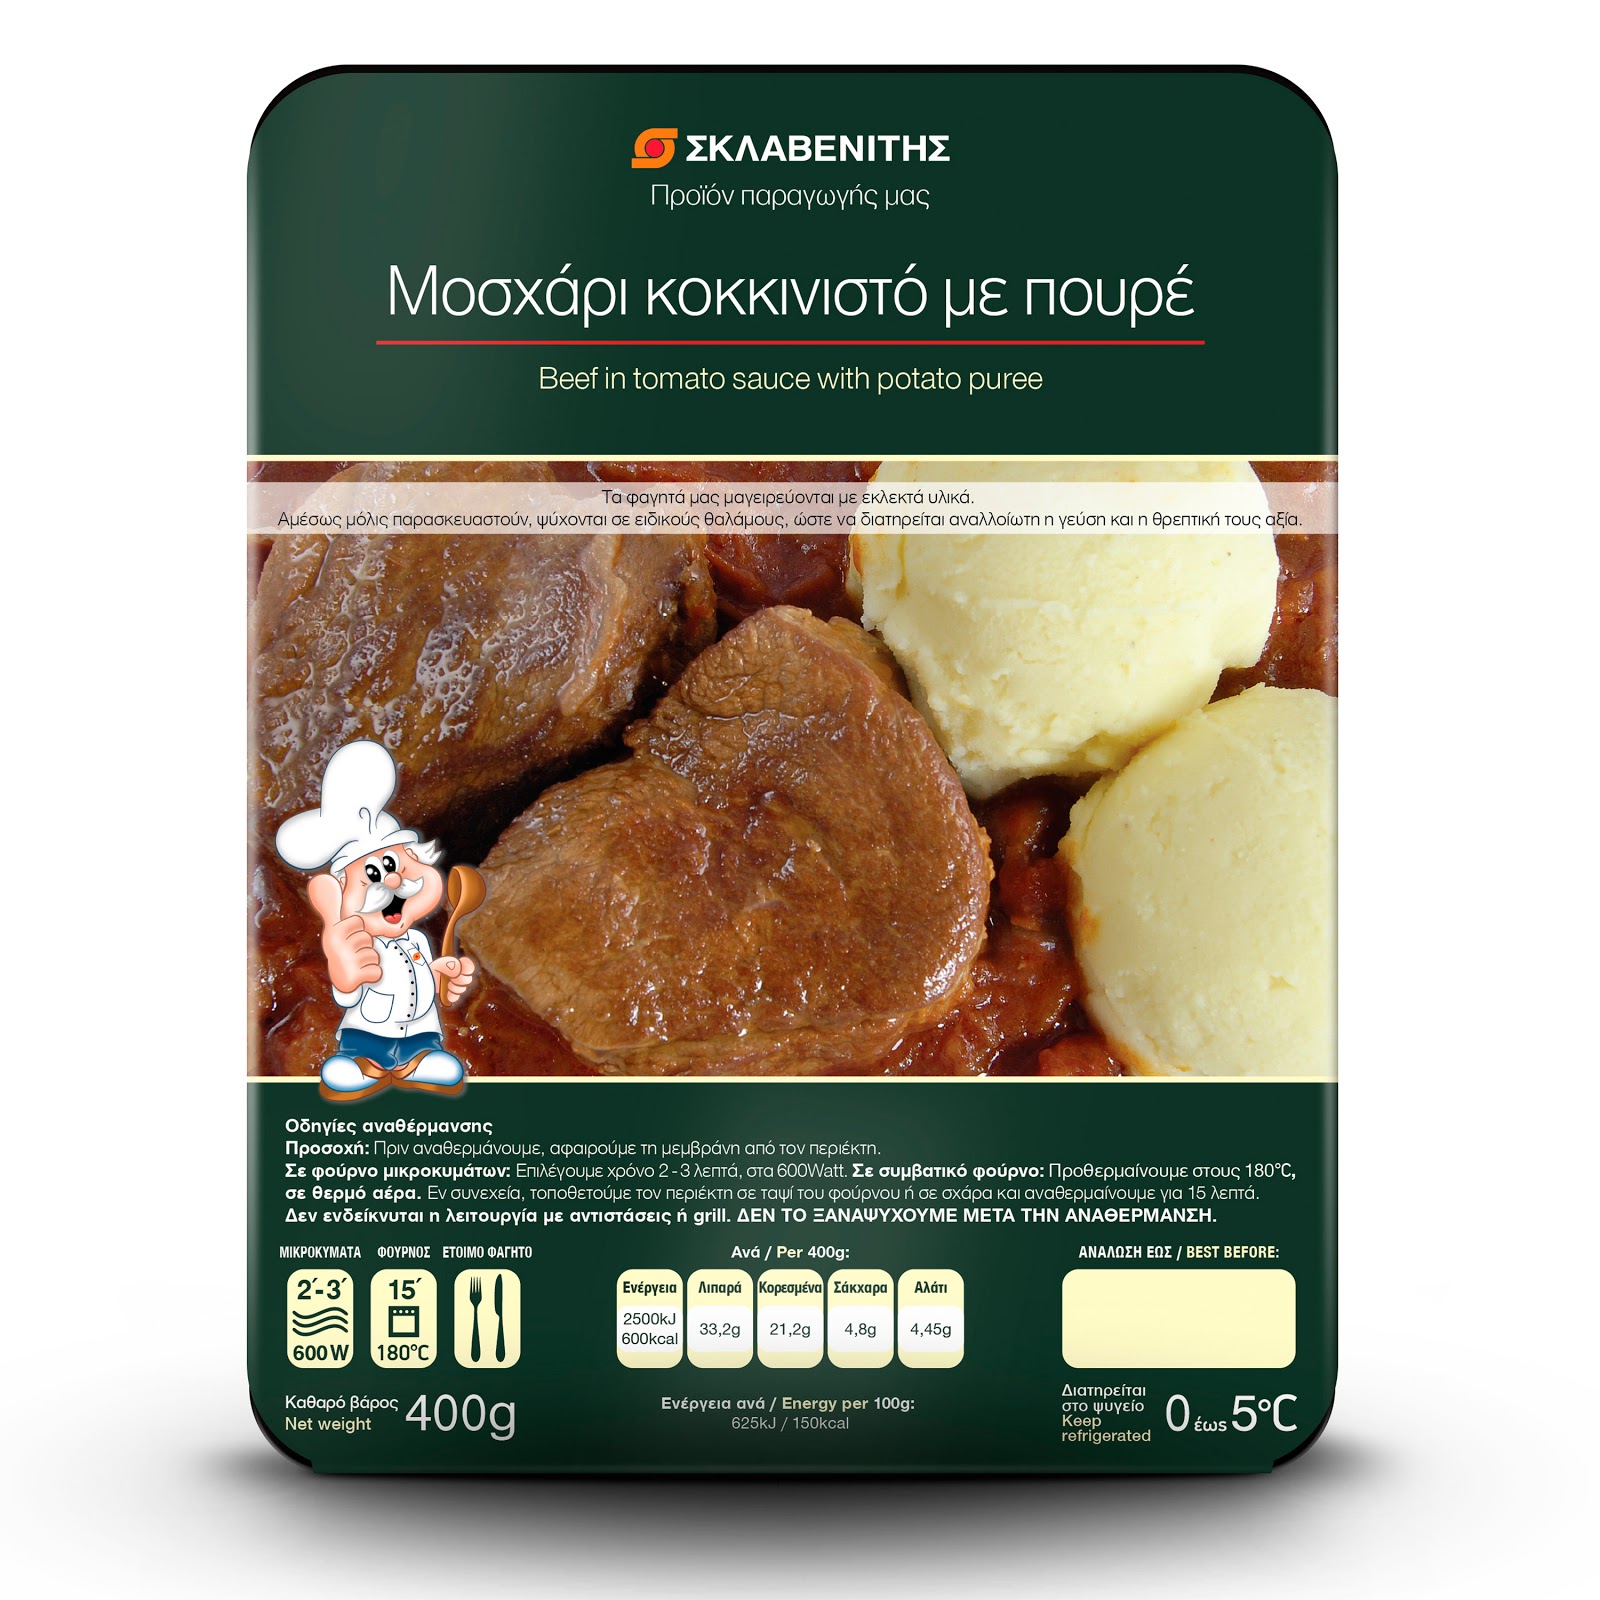 ΣΚΛΑΒΕΝΙΤΗΣ
Προϊόν παραγωγής μας
Μοσχάρι κοκκινιστό με πουρέ
Beef in tomato sauce with potato puree
Τα φαγητά μας μαγειρεύονται με εκλεκτά υλικά.
Αμέσως μόλις παρασκευαστούν, ψύχονται σε ειδικούς θαλάμους, ώστε να διατηρείται αναλλοίωτη η γεύση και η θρεπτική τους αξία.
Οδηγίες αναθέρμανσης
Προσοχή: Πριν αναθερμάνουμε, αφαιρούμε τη μεμβράνη από τον περιέκτη.
Σε φούρνο μικροκυμάτων: Επιλέγουμε χρόνο 2 - 3 λεπτά, στα 600Watt. Σε συμβατικό φούρνο: Προθερμαίνουμε στους 180°C,
σε θερμό αέρα. Εν συνεχεία, τοποθετούμε τον περιέκτη σε ταψί του φούρνου ή σε σχάρα και αναθερμαίνουμε για 15 λεπτά.
Δεν ενδείκνυται η λειτουργία με αντιστάσεις ή grill. ΔΕΝ ΤΟ ΞΑΝΑΨΥΧΟΥΜΕ ΜΕΤΑ ΤΗΝ ΑΝΑΘΕΡΜΑΝΣΗ.
ΜΙΚΡΟΚΥΜΑΤΑ ΦΟΥΡΝΟΣ ΕΤΟΙΜΟ ΦΑΓΗΤΟ
2΄-3΄ 15΄
600 W 180°C
Ανά / Per 400g:
Ενέργεια Λιπαρά Κορεσμένα Σάκχαρα Αλάτι
2500kJ
600kcal 33,2g 21,2g 4,8g 4,45g
ΑΝΑΛΩΣΗ ΕΩΣ / BEST BEFORE:
Καθαρό βάρος
Net weight 400g
Ενέργεια ανά / Energy per 100g:
625kJ / 150kcal
Διατηρείται
στο ψυγείο
Keep
refrigerated
0 έως 5°C